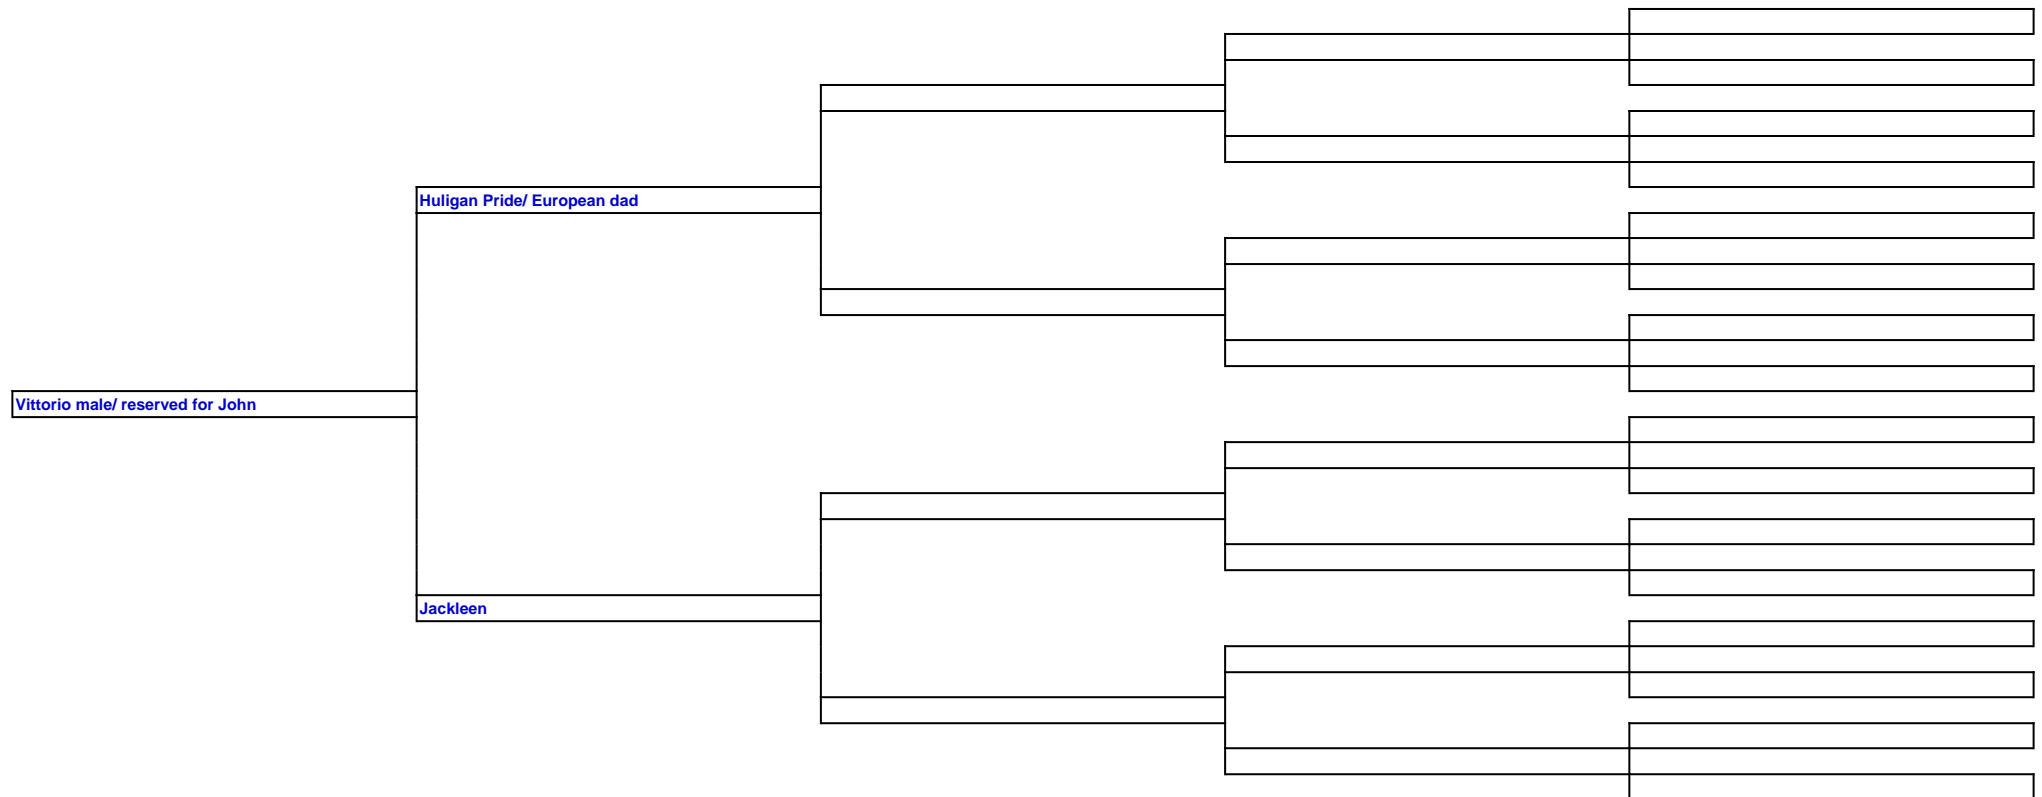 Huligan Pride/ European dad
Vittorio male/ reserved for John
Jackleen